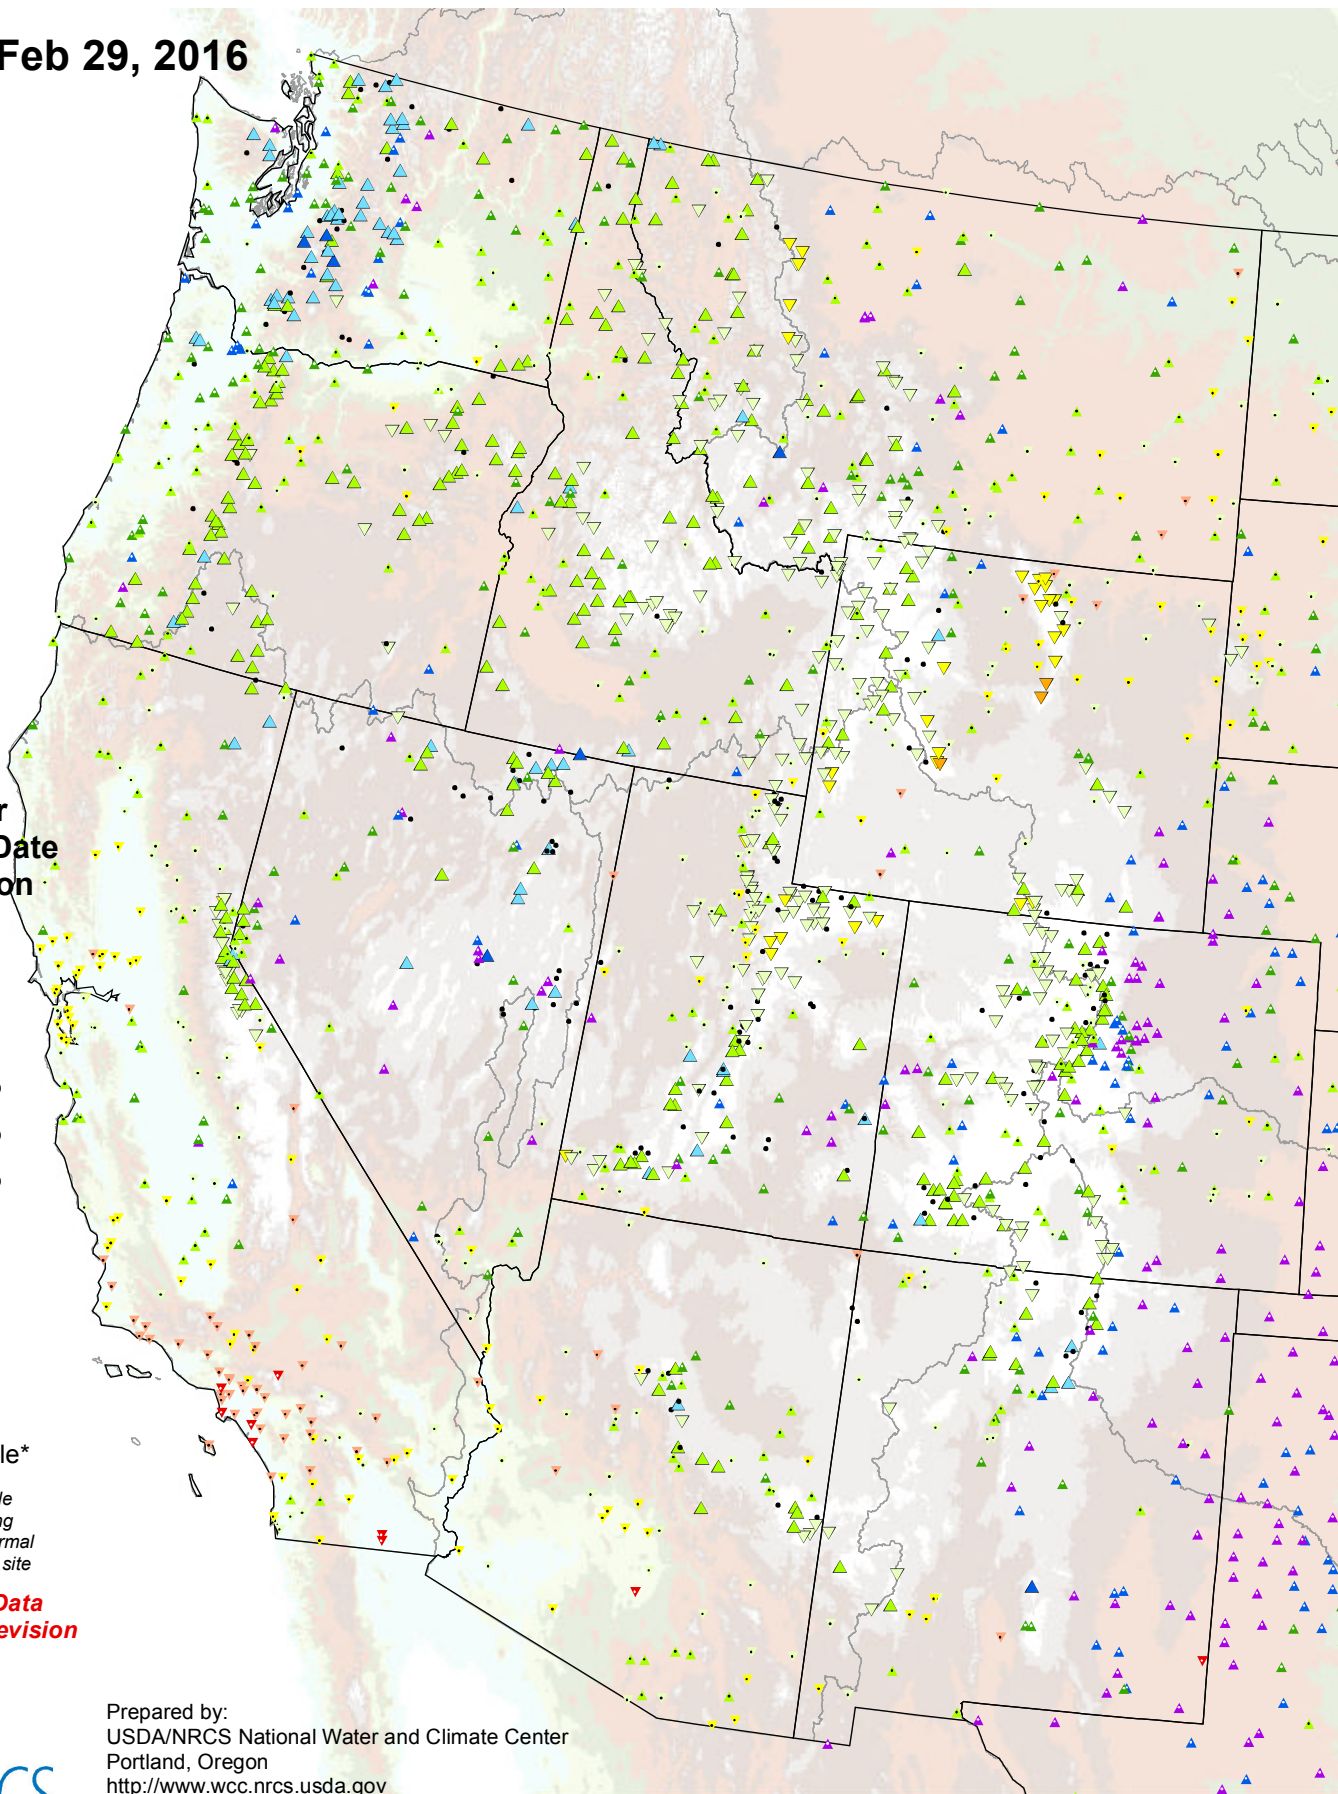 Feb 29, 2016
r
Date
on
le*
le
ng
rmal
site
Data
evision
Prepared by:
USDA/NRCS National Water and Climate Center
Portland, Oregon
http://www.wcc.nrcs.usda.gov
CS